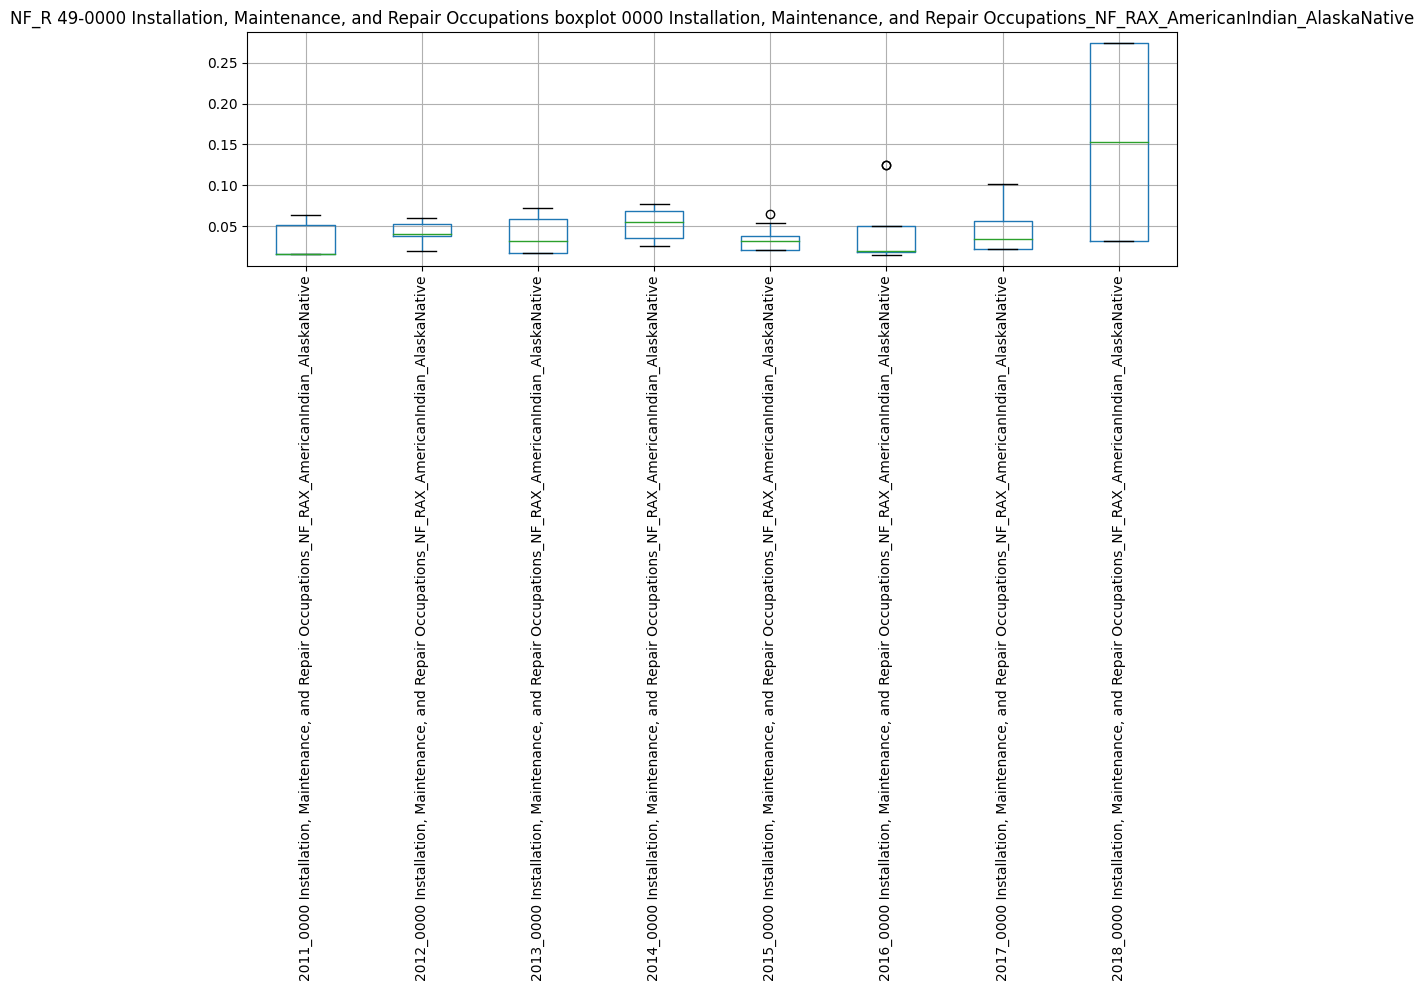 NF_R 49-0000 Installation, Maintenance, and Repair Occupations boxplot 0000 Installation, Maintenance, and Repair Occupations_NF_RAX_AmericanIndian_AlaskaNative
0.25
0.20
0.15
0.10
0.05
2011_0000 Installation, Maintenance, and Repair Occupations_NF_RAX_AmericanIndian_AlaskaNative
2012_0000 Installation, Maintenance, and Repair Occupations_NF_RAX_AmericanIndian_AlaskaNative
2013_0000 Installation, Maintenance, and Repair Occupations_NF_RAX_AmericanIndian_AlaskaNative
2014_0000 Installation, Maintenance, and Repair Occupations_NF_RAX_AmericanIndian_AlaskaNative
2015_0000 Installation, Maintenance, and Repair Occupations_NF_RAX_AmericanIndian_AlaskaNative
2016_0000 Installation, Maintenance, and Repair Occupations_NF_RAX_AmericanIndian_AlaskaNative
2017_0000 Installation, Maintenance, and Repair Occupations_NF_RAX_AmericanIndian_AlaskaNative
2018_0000 Installation, Maintenance, and Repair Occupations_NF_RAX_AmericanIndian_AlaskaNative